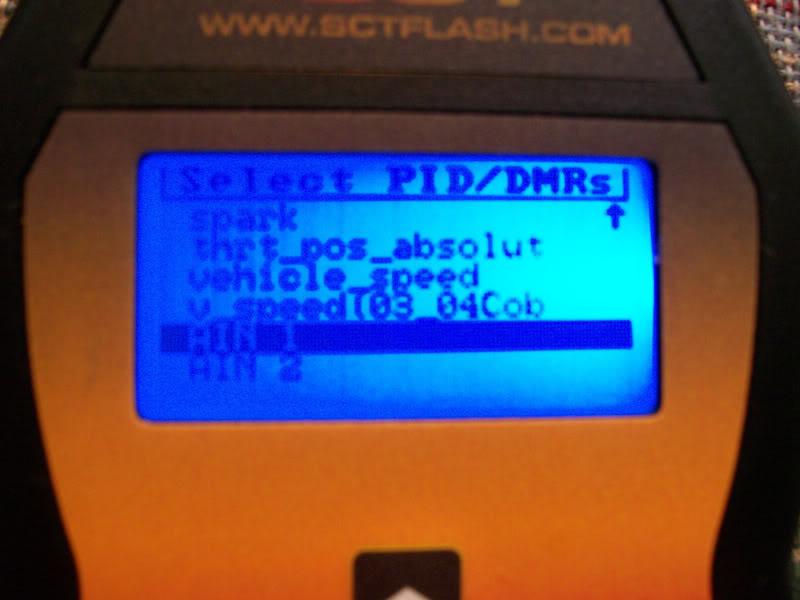 WWW.SCTFLASH.COM
Select PID/DMRs
spark
thrt_pos_absolut
vehicle_speed
v_speed(03_04Cob
AIN 1
AIN 2